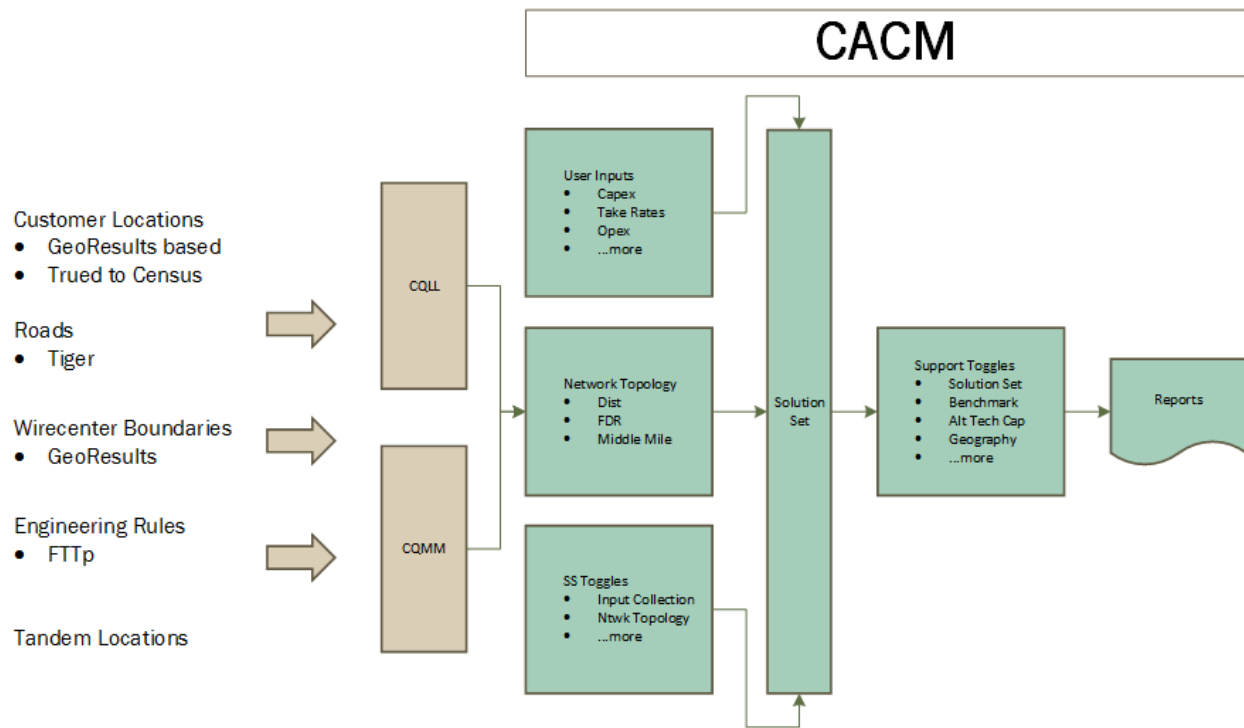 CACM
Customer Locations
• GeoResults based
• Trued to Census
Roads
• Tiger
Wirecenter Boundaries
• GeoResults
Engineering Rules
• FTTp
Tandem Locations
CQLL
CQMM
User Inputs
• Capex
• Take Rates
• Opex
• ...more
Network Topology
• Dist
• FDR
• Middle Mile
SS Toggles
• Input Collection
• Ntwk Topology
• ...more
Solution
Set
Support Toggles
• Solution Set
• Benchmark
• Alt Tech Cap
• Geography
• ...more
Reports